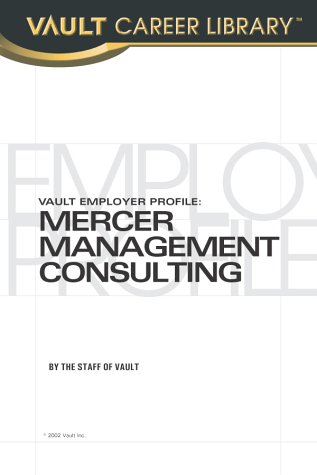 VAULT CAREER LIBRARY™
EMPLOY
PROFILE
VAULT EMPLOYER PROFILE:
MERCER
MANAGEMENT
CONSULTING
BY THE STAFF OF VAULT
© 2002 Vault Inc.